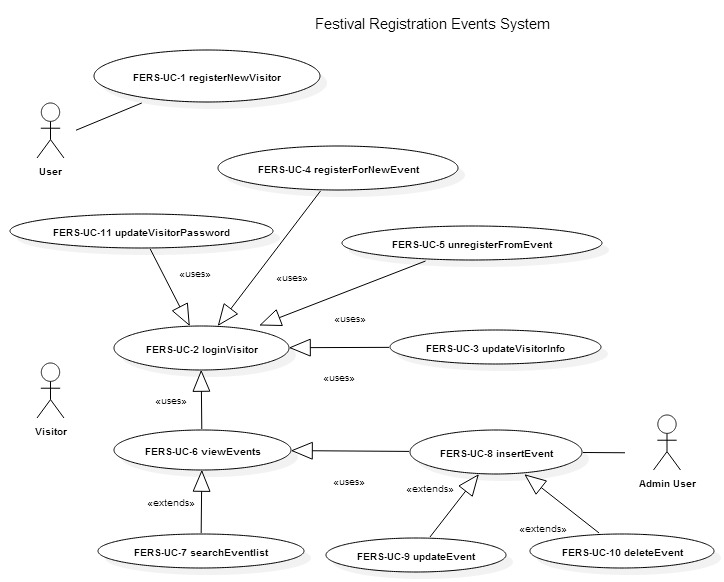 Festival Registration Events System
FERS-UC-1 registerNewVisitor
User
FERS-UC-4 registerForNewEvent
FERS-UC-11 updateVisitorPassword
FERS-UC-5 unregisterFromEvent
«uses»
«uses»
«uses»
FERS-UC-2 loginVisitor
FERS-UC-3 updateVisitorInfo
«uses»
Visitor
«uses»
FERS-UC-6 viewEvents
FERS-UC-8 insertEvent
Admin User
«uses»
«extends»
«extends»
«extends»
FERS-UC-7 searchEventlist
FERS-UC-9 updateEvent
FERS-UC-10 deleteEvent